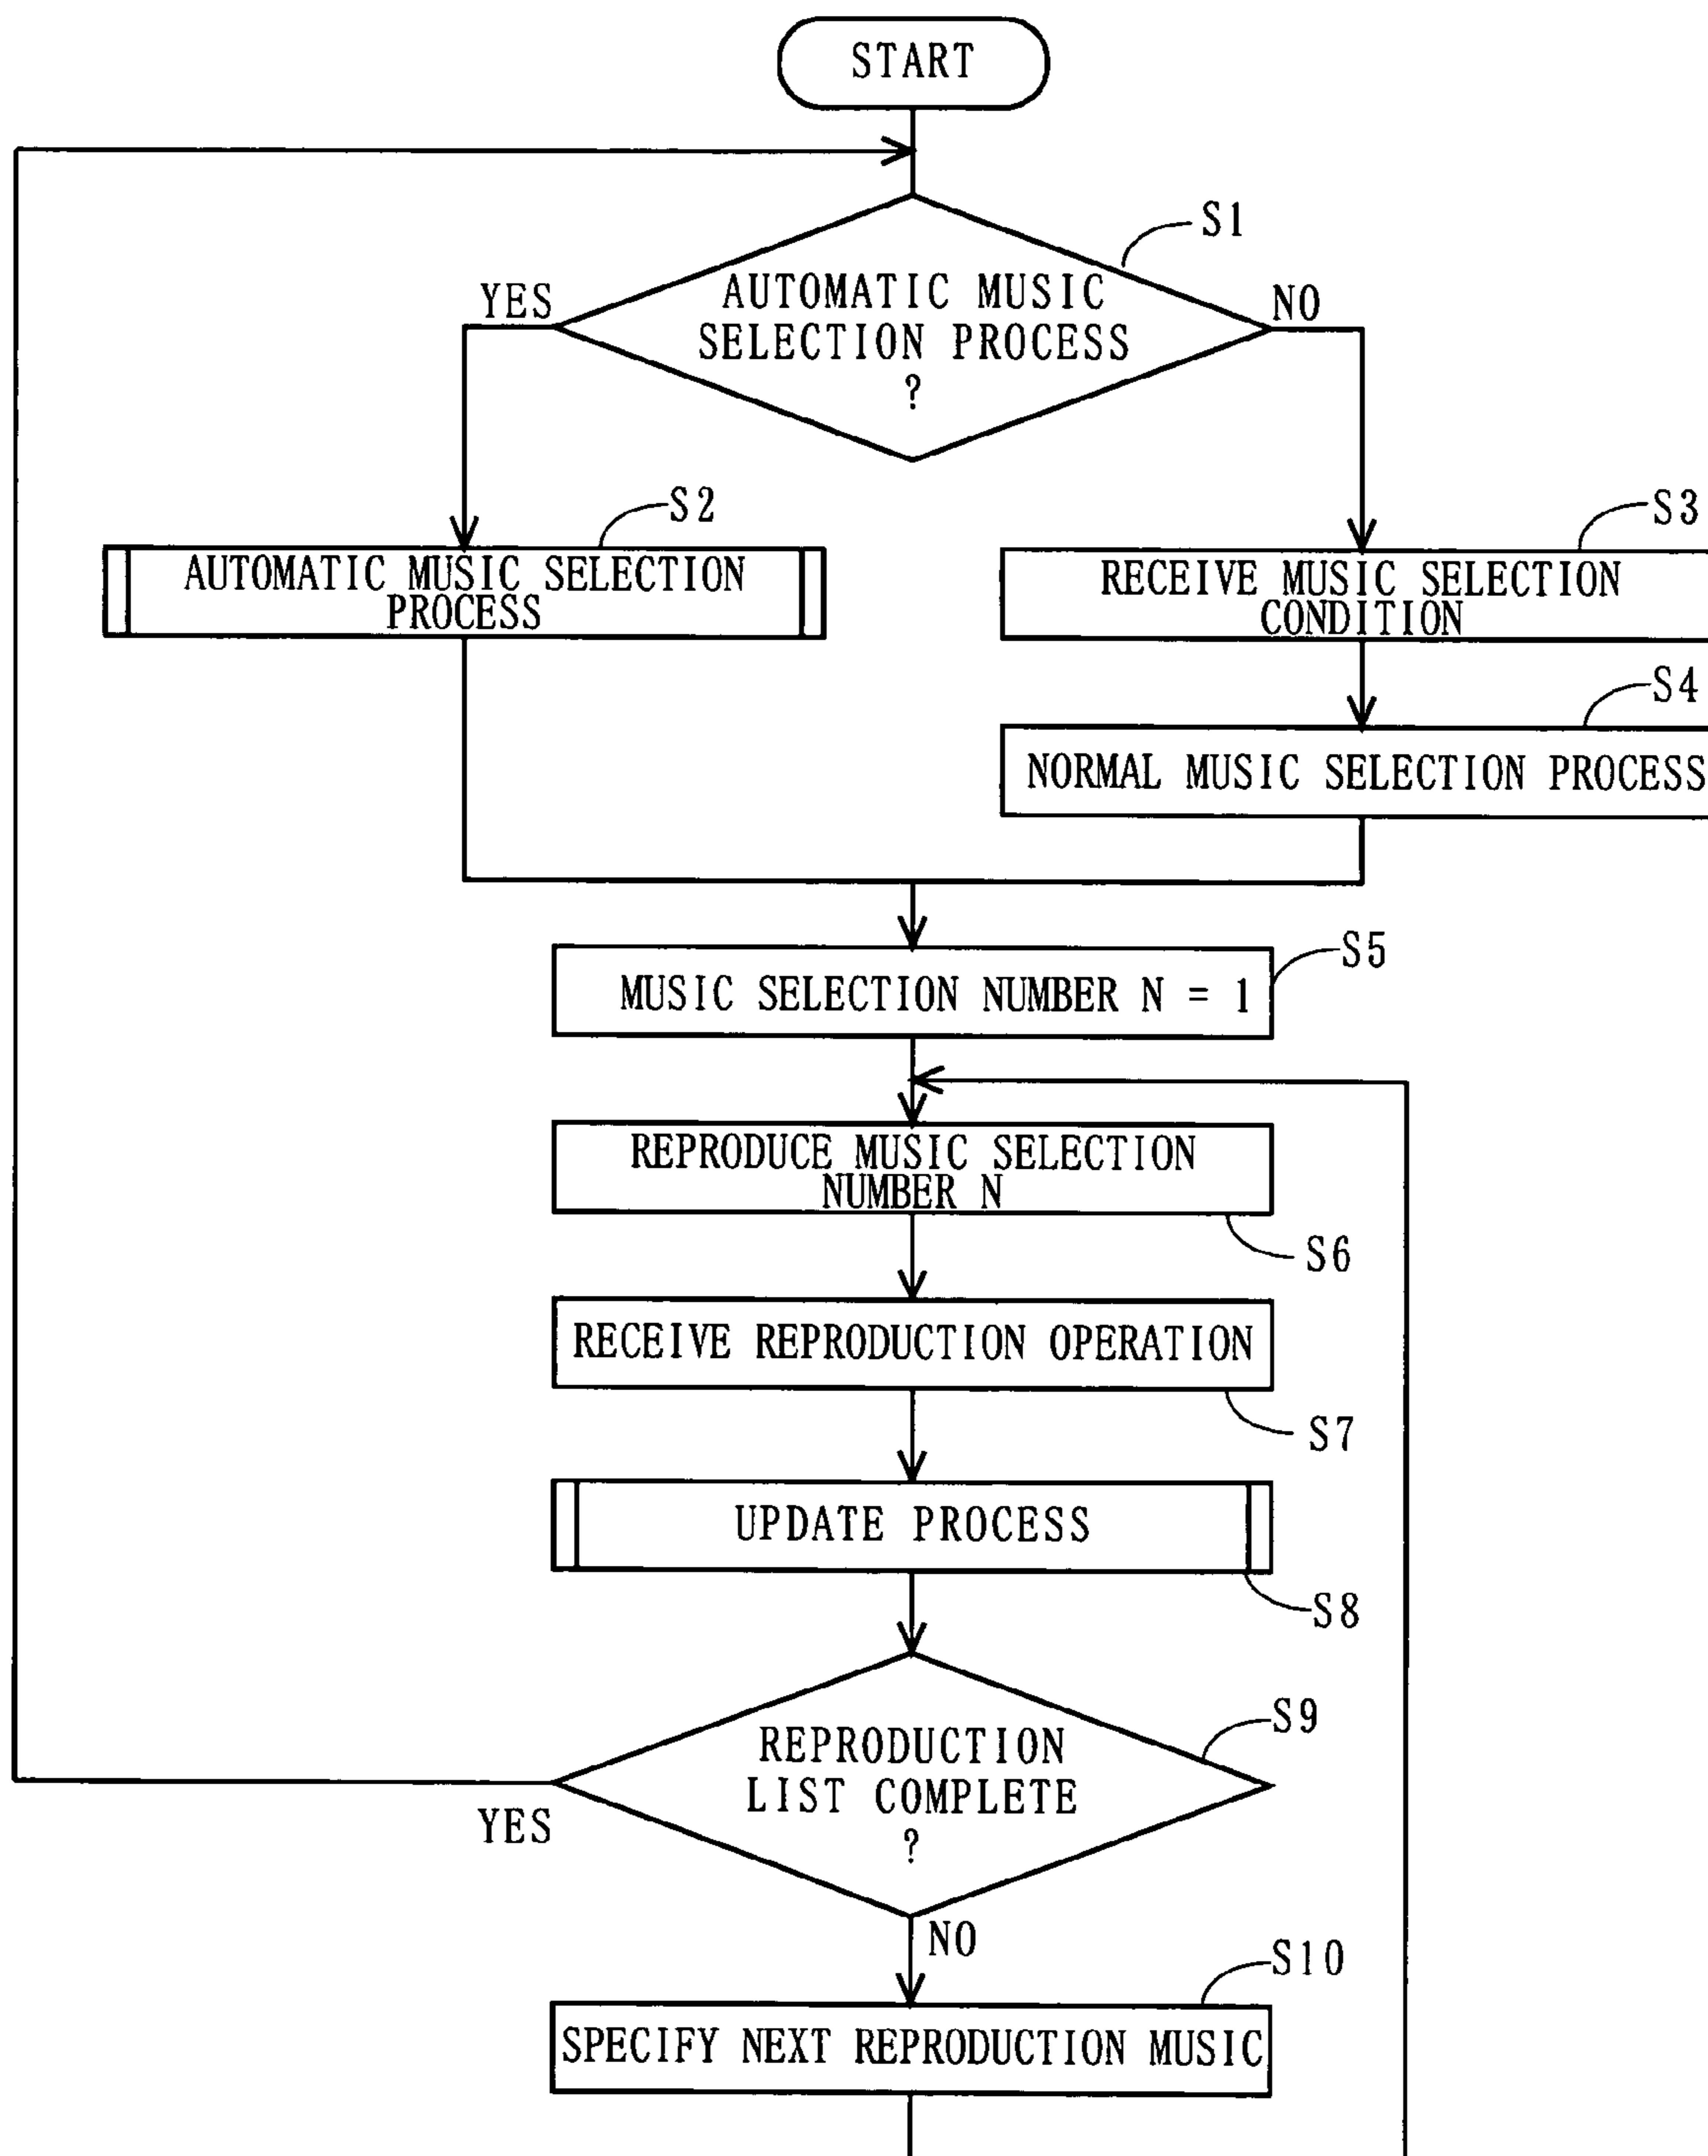 START
S1
YES
AUTOMATIC MUSIC
SELECTION PROCESS
?
NO
S2
AUTOMATIC MUSIC SELECTION
PROCESS
S3
RECEIVE MUSIC SELECTION
CONDITION
S4
NORMAL MUSIC SELECTION PROCESS
S5
MUSIC SELECTION NUMBER N = 1
REPRODUCE MUSIC SELECTION
NUMBER N
S6
RECEIVE REPRODUCTION OPERATION
S7
UPDATE PROCESS
S8
S9
REPRODUCTION
LIST COMPLETE
?
YES
NO
S10
SPECIFY NEXT REPRODUCTION MUSIC